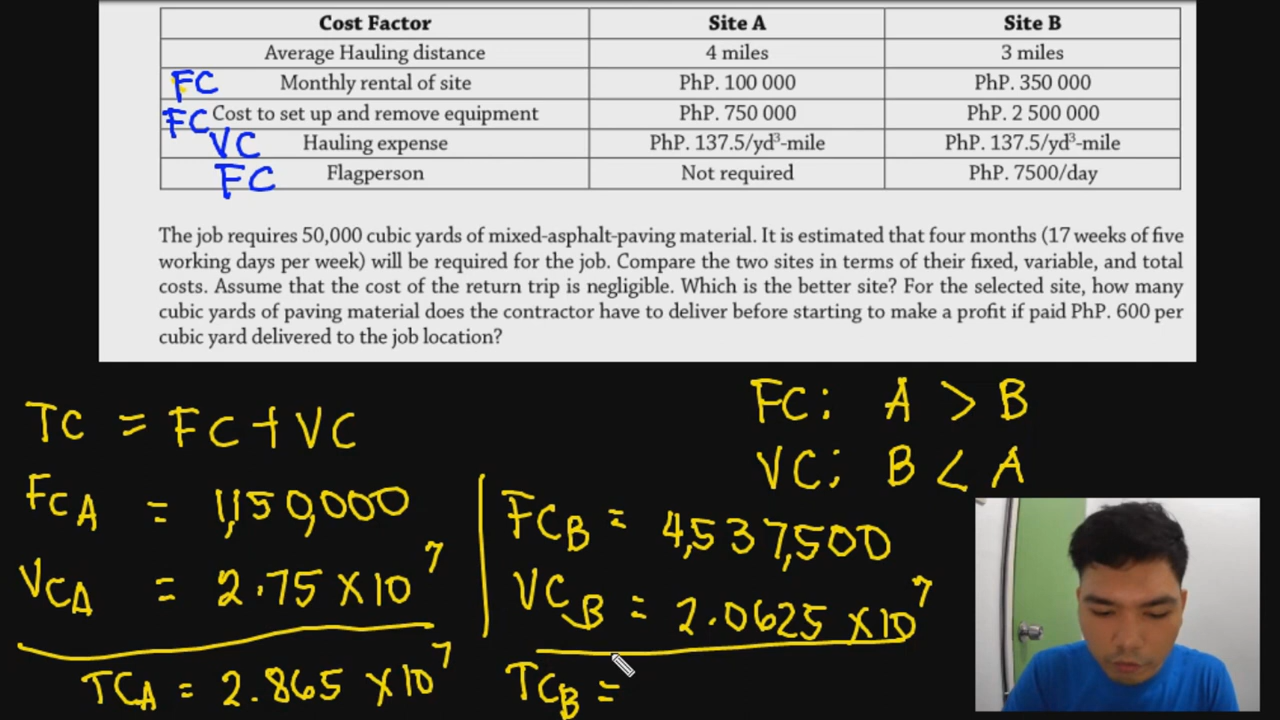 Cost Factor Site A Site B
Average Hauling distance 4 miles 3 miles
FC Monthly rental of site PhP. 100 000 PhP. 350 000
FC Cost to set up and remove equipment PhP. 750 000 PhP. 2 500 000
VC Hauling expense PhP. 137.5/yd³-mile PhP. 137.5/yd³-mile
FC Flagperson Not required PhP. 7500/day
The job requires 50,000 cubic yards of mixed-asphalt-paving material. It is estimated that four months (17 weeks of five
working days per week) will be required for the job. Compare the two sites in terms of their fixed, variable, and total
costs. Assume that the cost of the return trip is negligible. Which is the better site? For the selected site, how many
cubic yards of paving material does the contractor have to deliver before starting to make a profit if paid PhP. 600 per
cubic yard delivered to the job location?
TC = FC + VC
FC: A > B
VC: B < A
FCA = 1,150,000
VCA = 2.75 x 10^7
TCA = 2.865 x 10^7
FCB = 4,537,500
VCB = 2.0625 x 10^7
TCB =